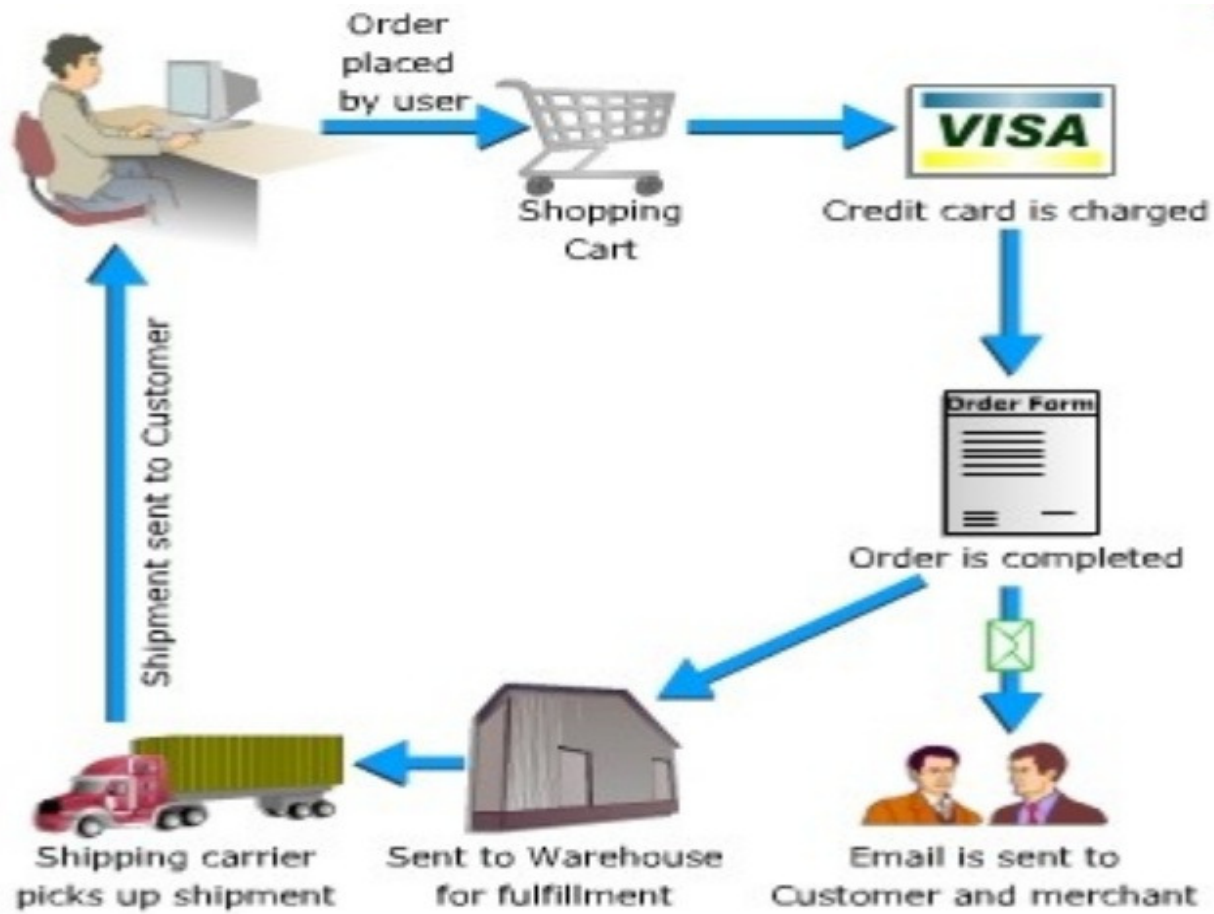 Order
placed
by user
Shopping
Cart
VISA
Credit card is charged
Order Form
Order is completed
Shipment sent to Customer
Shipping carrier
picks up shipment
Sent to Warehouse
for fulfillment
Email is sent to
Customer and merchant